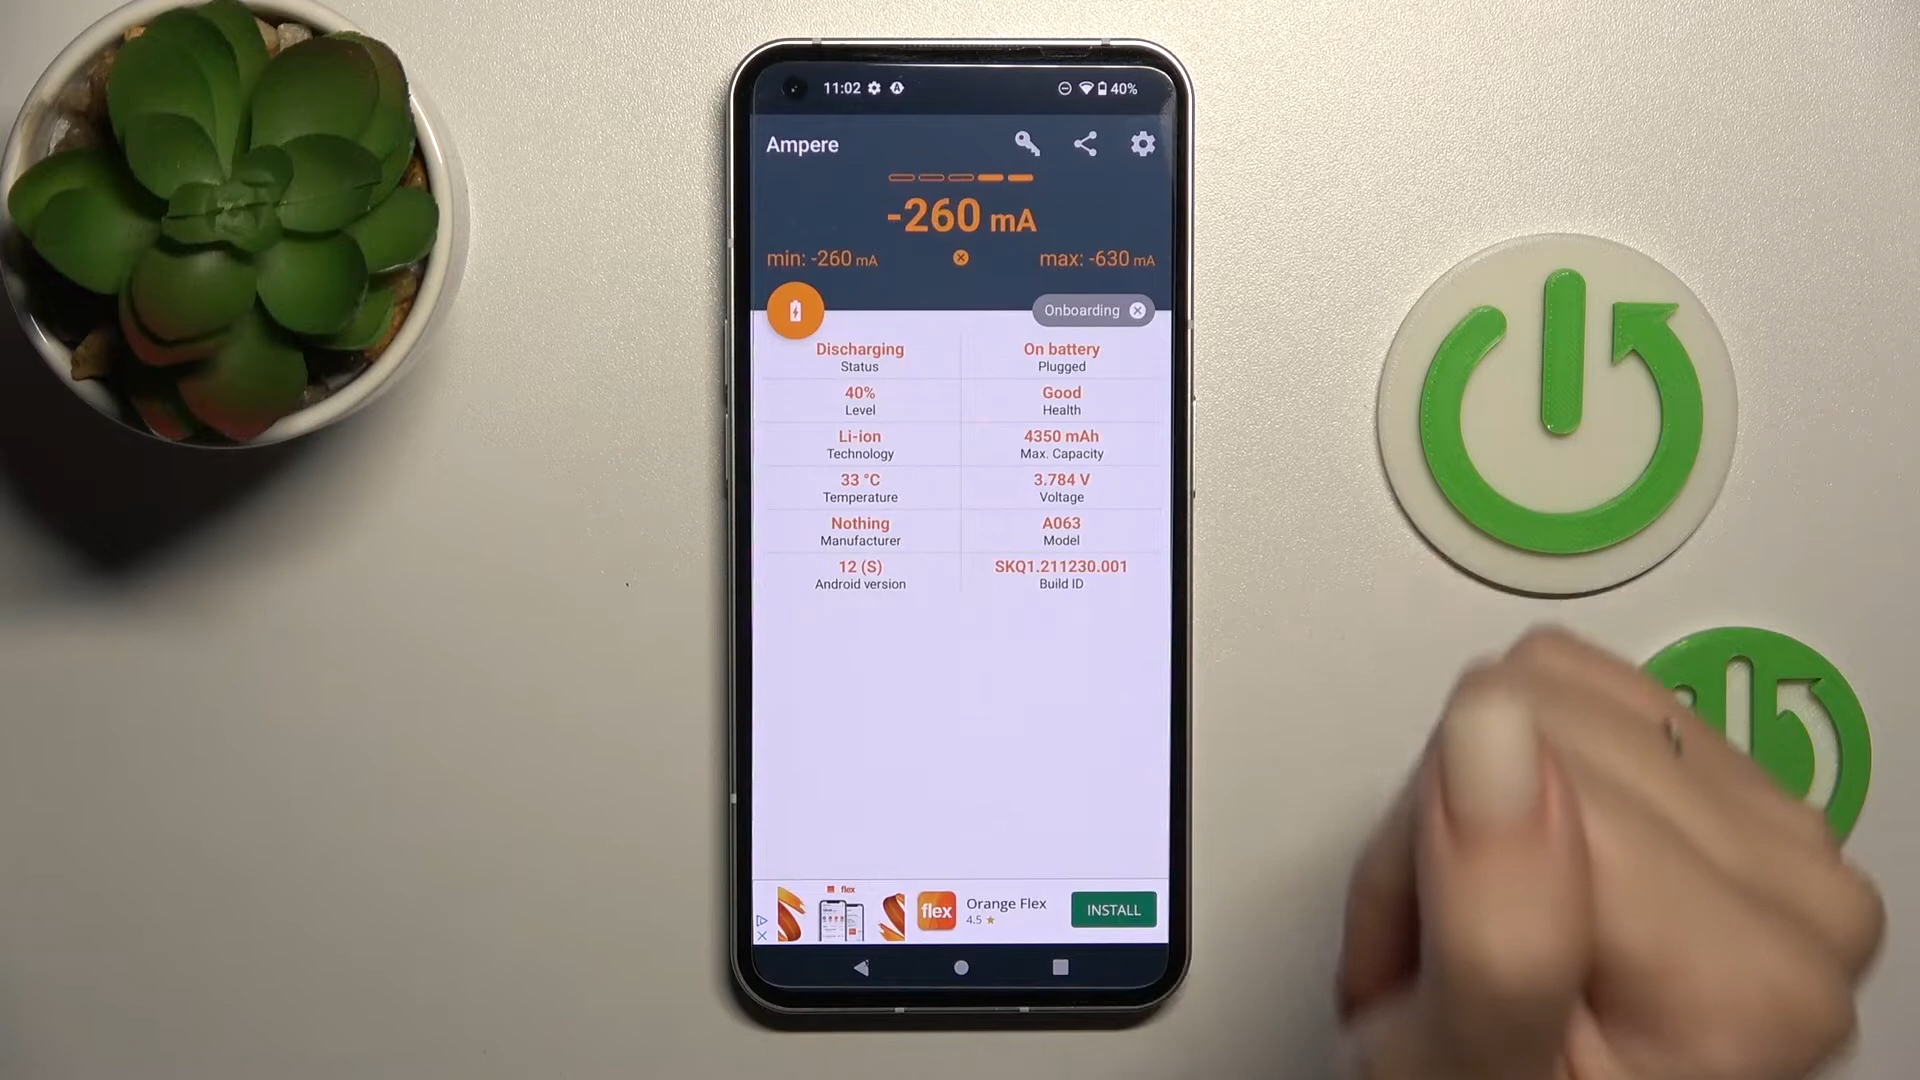 11:02 40%
Ampere
-260 mA
min: -260 mA max: -630 mA
Onboarding
Discharging On battery
Status Plugged
40% Good
Level Health
Li-ion 4350 mAh
Technology Max. Capacity
33 °C 3.784 V
Temperature Voltage
Nothing A063
Manufacturer Model
12 (S) SKQ1.211230.001
Android version Build ID
flex
flex Orange Flex INSTALL
4.5 ★